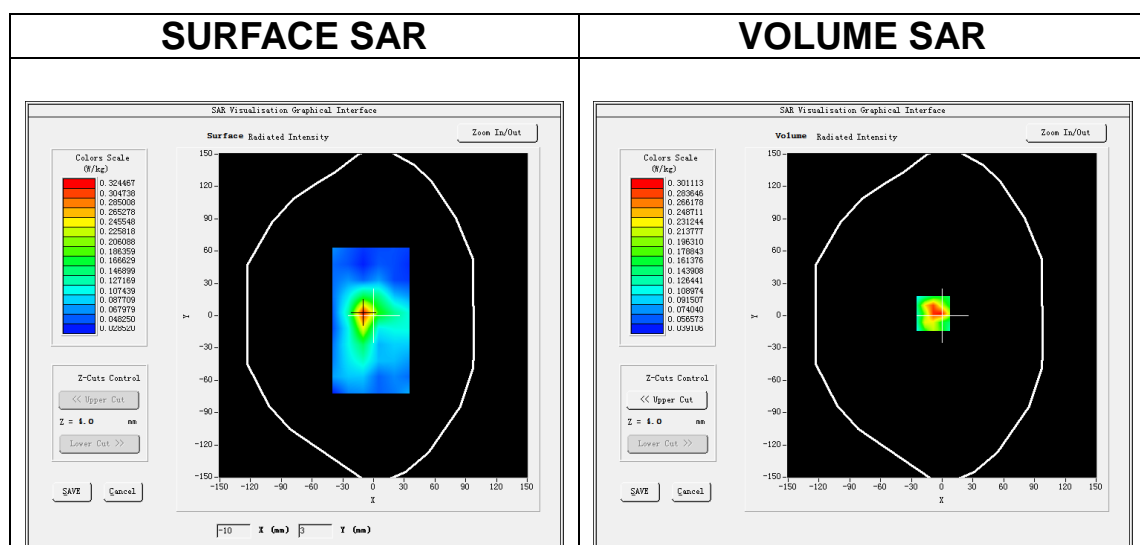 SURFACE SAR
VOLUME SAR
SAR Visualisation Graphical Interface
Surface Radiated Intensity
Zoom In/Out
Colors Scale
(W/kg)
0.324467
0.304738
0.285008
0.265278
0.245548
0.225818
0.206088
0.186359
0.166629
0.146899
0.127169
0.107439
0.087709
0.067979
0.048250
0.028520
150
120
90
60
30
0
-30
-60
-90
-120
-150
Y
-150 -120 -90 -60 -30 0 30 60 90 120 150
X
Z-Cuts Control
<< Upper Cut
Z = 4.0 mm
Lower Cut >>
SAVE Cancel
-10 X (mm) 3 Y (mm)
SAR Visualisation Graphical Interface
Volume Radiated Intensity
Zoom In/Out
Colors Scale
(W/kg)
0.301113
0.283646
0.266178
0.248711
0.231244
0.213777
0.196310
0.178843
0.161376
0.143908
0.126441
0.108974
0.091507
0.074040
0.056573
0.039106
150
120
90
60
30
0
-30
-60
-90
-120
-150
Y
-150 -120 -90 -60 -30 0 30 60 90 120 150
X
Z-Cuts Control
<< Upper Cut
Z = 4.0 mm
Lower Cut >>
SAVE Cancel